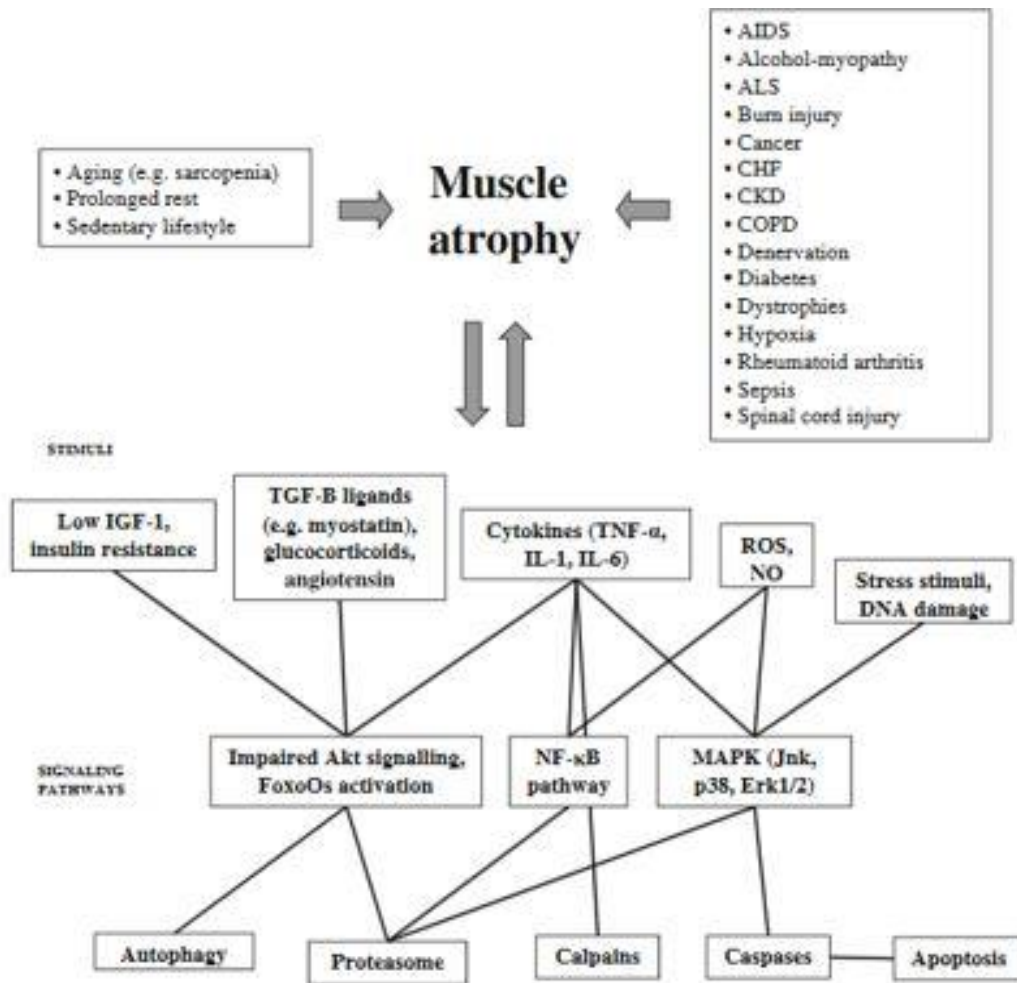 • AIDS
• Alcohol-myopathy
• ALS
• Burn injury
• Cancer
• CHF
• CKD
• COPD
• Denervation
• Diabetes
• Dystrophies
• Hypoxia
• Rheumatoid arthritis
• Sepsis
• Spinal cord injury
• Aging (e.g. sarcopenia)
• Prolonged rest
• Sedentary lifestyle
Muscle
atrophy
STIMULI
Low IGF-1,
insulin resistance
TGF-B ligands
(e.g. myostatin),
glucocorticoids,
angiotensin
Cytokines (TNF-α,
IL-1, IL-6)
ROS,
NO
Stress stimuli,
DNA damage
SIGNALING
PATHWAYS
Impaired Akt signalling,
FoxoOs activation
NF-κB
pathway
MAPK (Jnk,
p38, Erk1/2)
Autophagy
Proteasome
Calpains
Caspases
Apoptosis